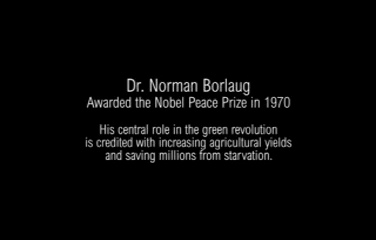 Dr. Norman Borlaug
Awarded the Nobel Peace Prize in 1970
His central role in the green revolution
is credited with increasing agricultural yields
and saving millions from starvation.